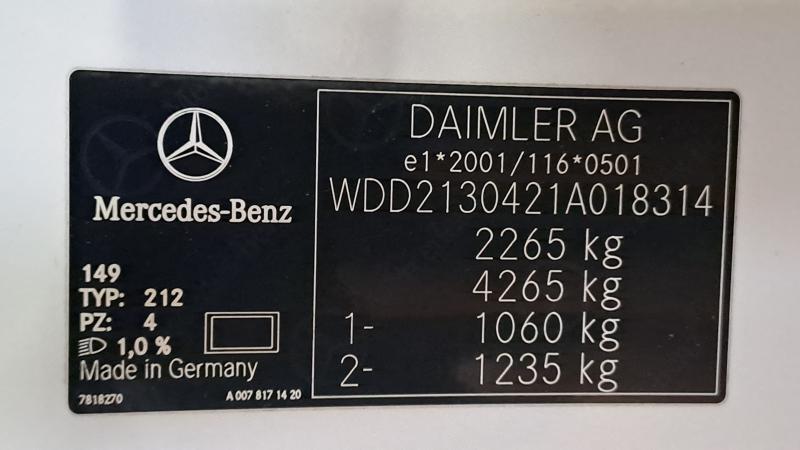 Mercedes-Benz
149
TYP: 212
PZ: 4
1,0 %
Made in Germany
7818270
A 007 817 14 20
DAIMLER AG
e1*2001/116*0501
WDD2130421A018314
2265 kg
4265 kg
1- 1060 kg
2- 1235 kg